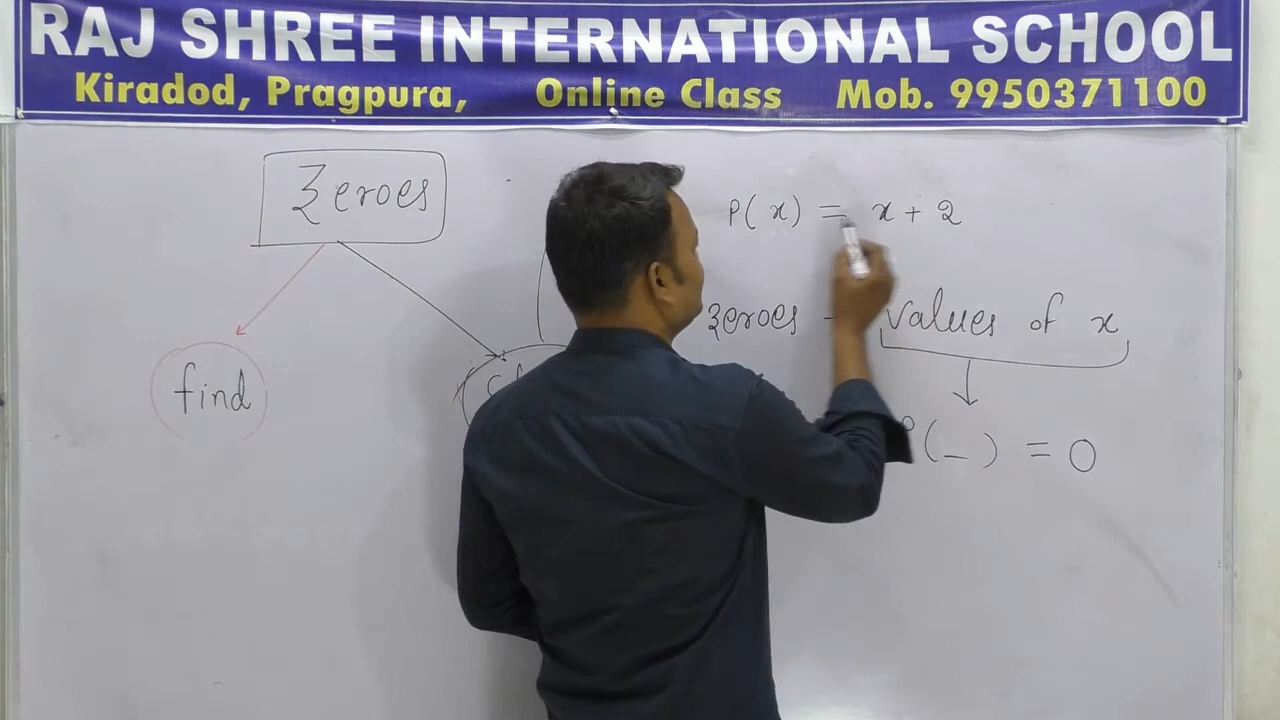 RAJ SHREE INTERNATIONAL SCHOOL
Kiradod, Pragpura, Online Class Mob. 9950371100
Zeroes
find
P(x) = x + 2
zeroes - values of x
P(-) = 0